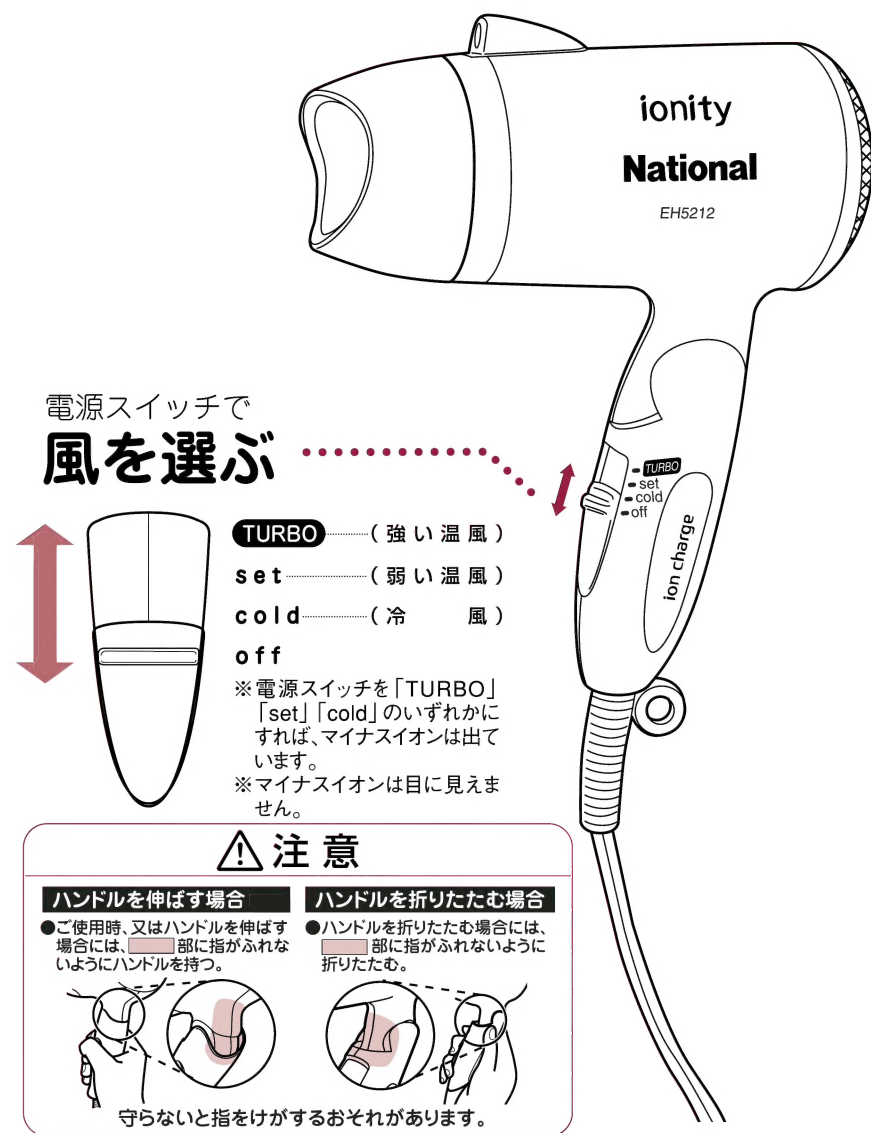 ionity
National
EH5212
電源スイッチで
風を選ぶ
TURBO
set
cold
off
ion charge
TURBO (強い温風)
set (弱い温風)
cold (冷 風)
off
※電源スイッチを「TURBO」
「set」「cold」のいずれかに
すれば、マイナスイオンは出て
います。
※マイナスイオンは目に見えま
せん。
注意
ハンドルを伸ばす場合
●ご使用時、又はハンドルを伸ばす
場合には、 部に指がふれな
いようにハンドルを持つ。
ハンドルを折りたたむ場合
●ハンドルを折りたたむ場合には、
部に指がふれないように
折りたたむ。
守らないと指をけがするおそれがあります。